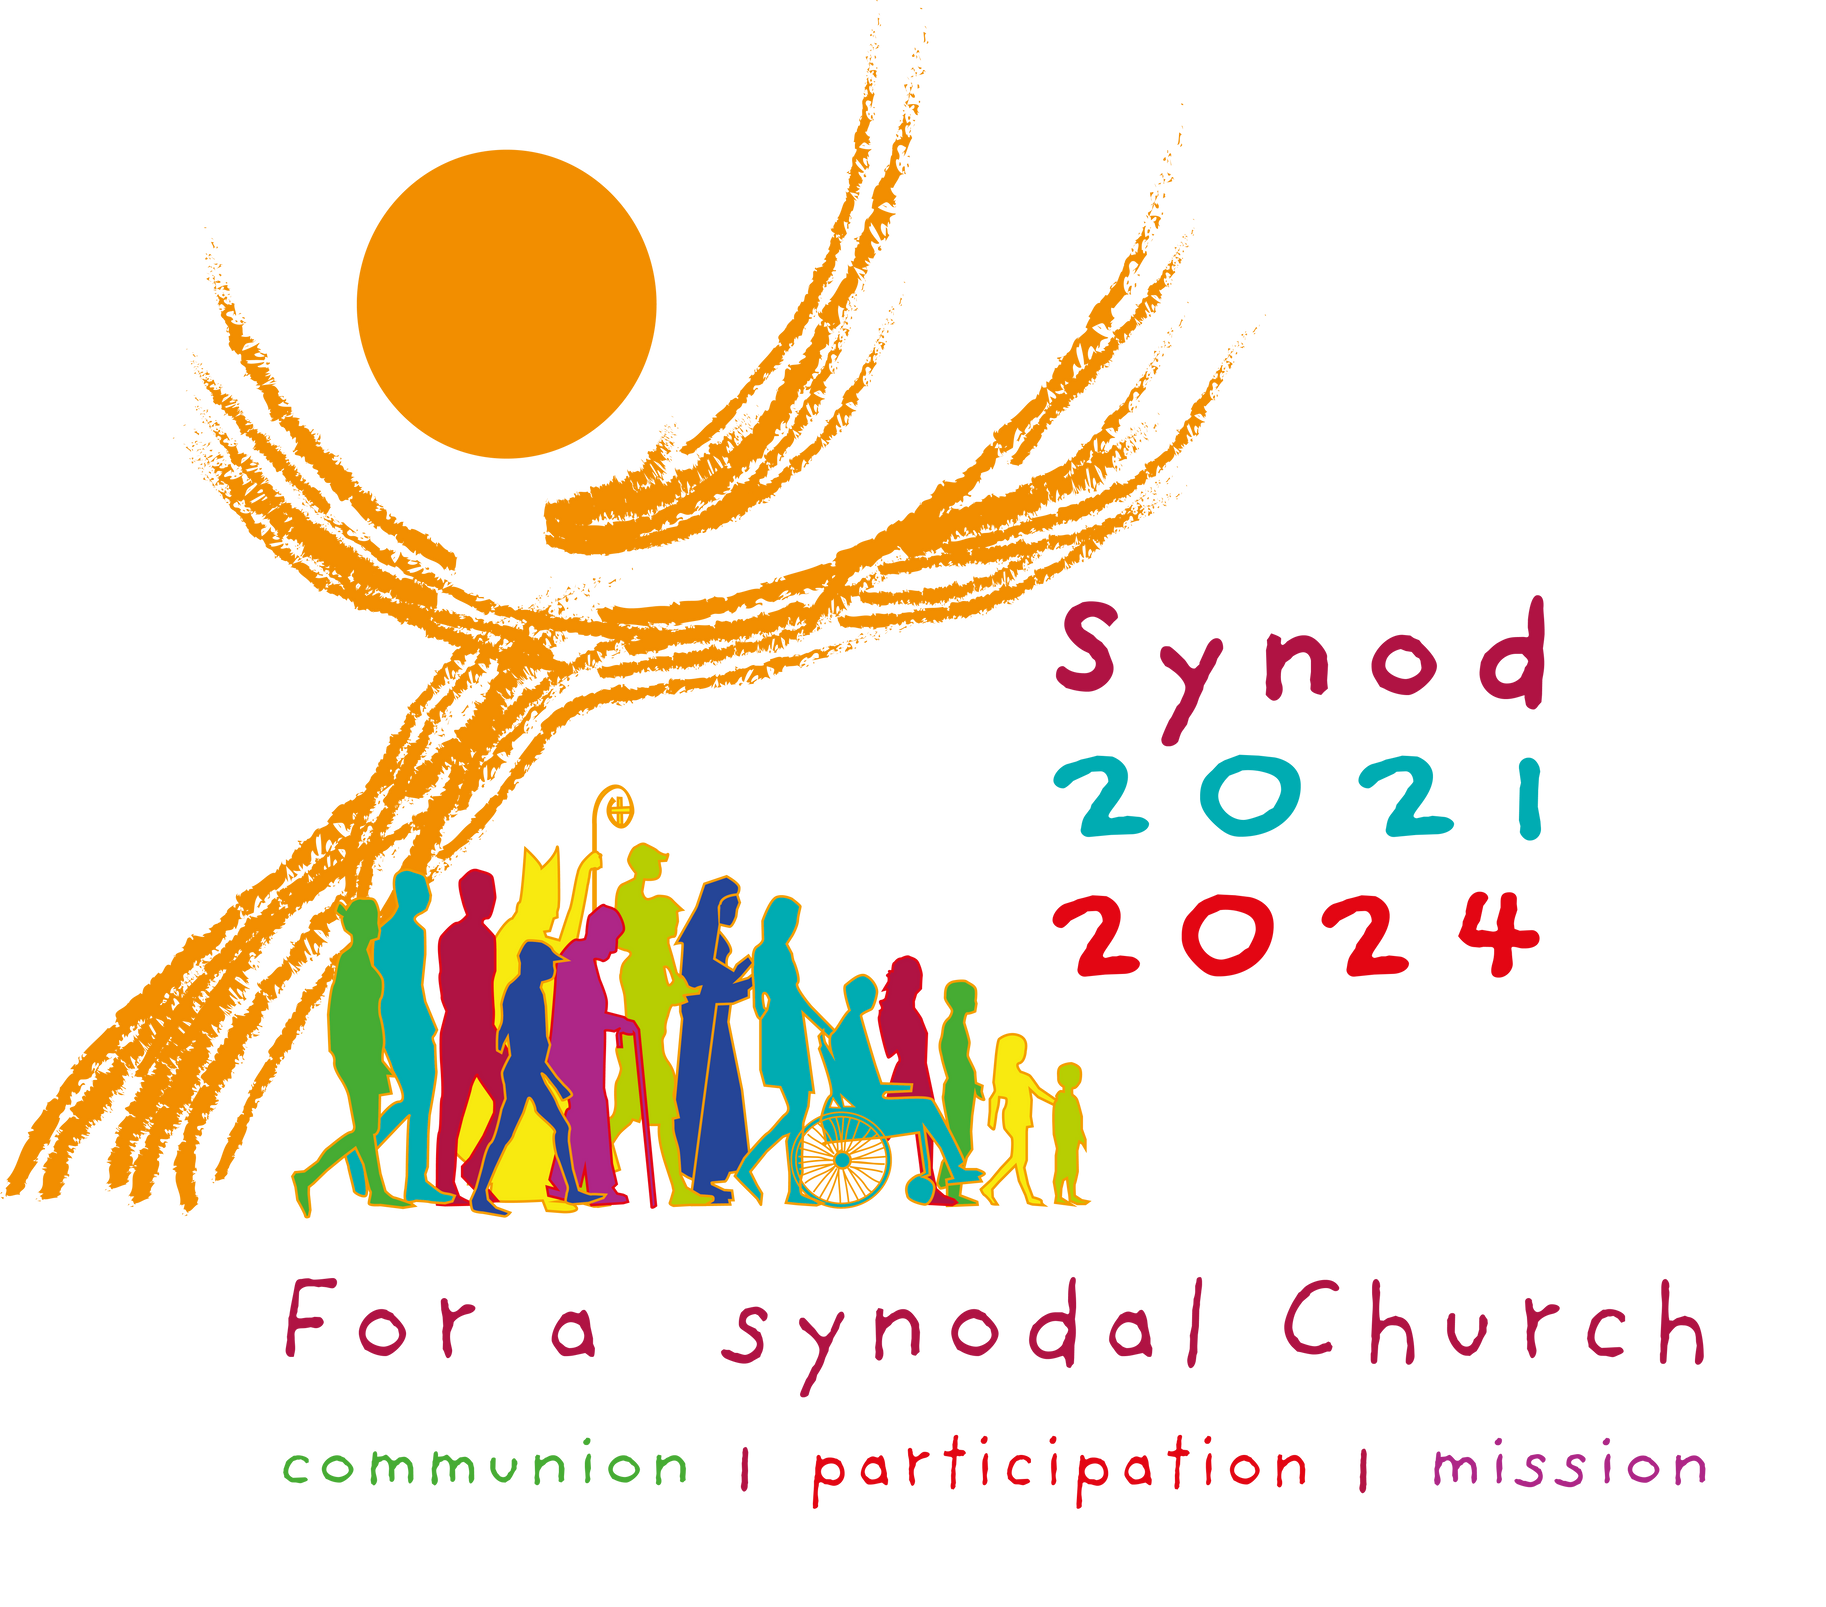 Synod
2021
2024
For a synodal Church
communion | participation | mission